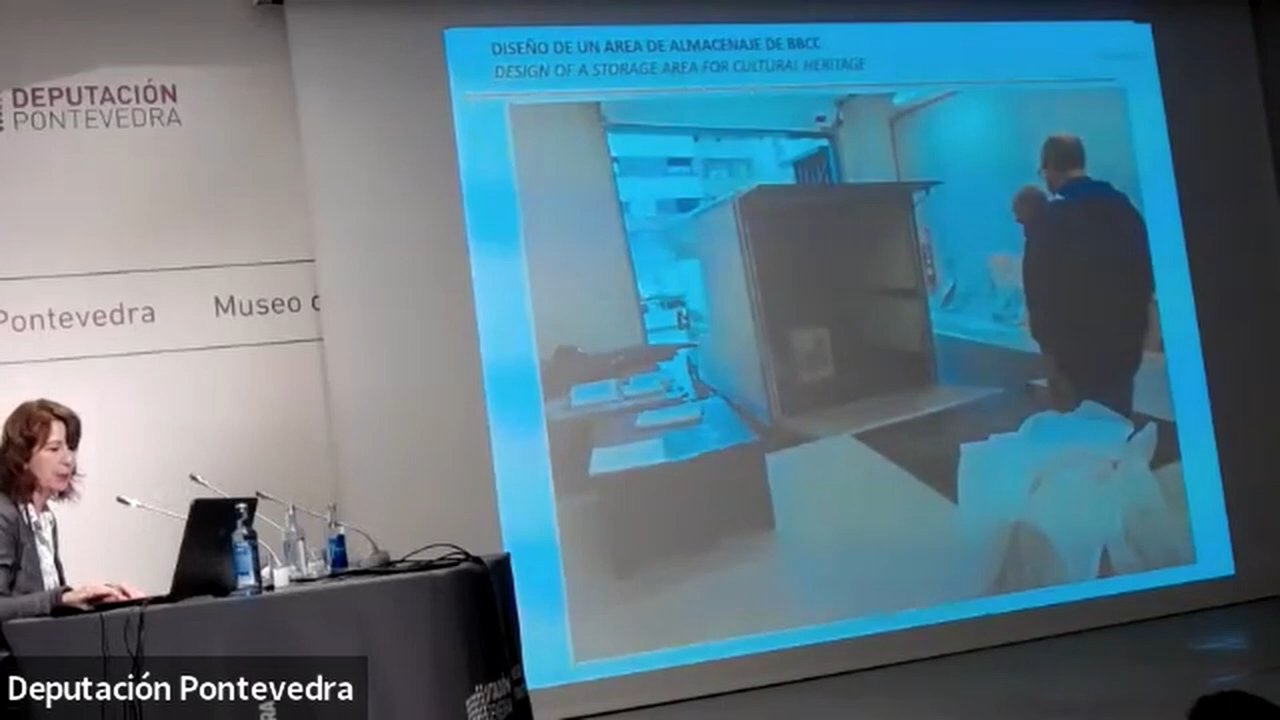 DEPUTACIÓN
PONTEVEDRA
Pontevedra Museo
DISEÑO DE UN AREA DE ALMACENAJE DE BBCC
DESIGN OF A STORAGE AREA FOR CULTURAL HERITAGE
Deputación Pontevedra